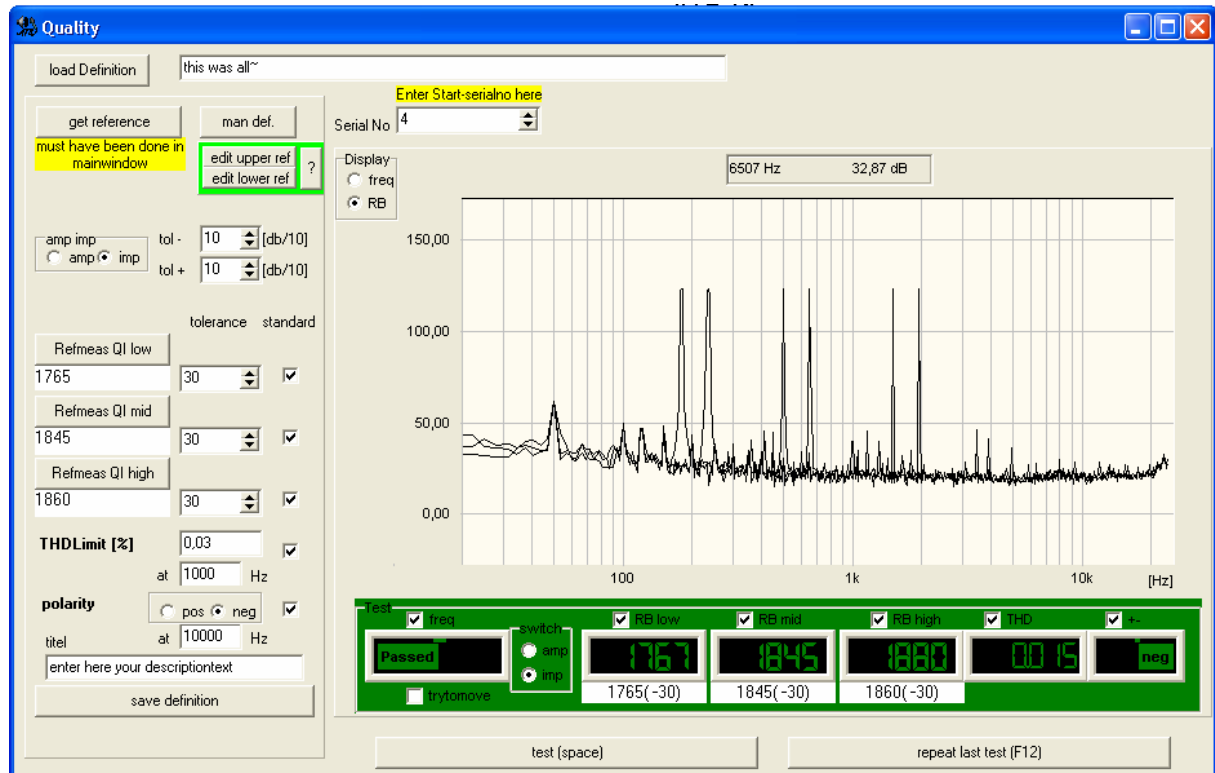 Quality
load Definition
this was all~
Enter Start-serialno here
Serial No 4
get reference
man def.
must have been done in
mainwindow
edit upper ref
edit lower ref
?
amp imp
amp imp
tol - 10 [db/10]
tol + 10 [db/10]
tolerance standard
Refmeas QI low
1765 30
Refmeas QI mid
1845 30
Refmeas QI high
1860 30
THDLimit [%] 0,03
at 1000 Hz
polarity pos neg
titel at 10000 Hz
enter here your descriptiontext
save definition
Display
freq
RB
6507 Hz 32,87 dB
150,00
100,00
50,00
0,00
100 1k 10k [Hz]
Test
freq
switch
RB low
RB mid
RB high
THD
+-
Passed
amp
imp
1767
1845
1880
0.015
neg
trytomove
1765(-30)
1845(-30)
1860(-30)
test (space)
repeat last test (F12)